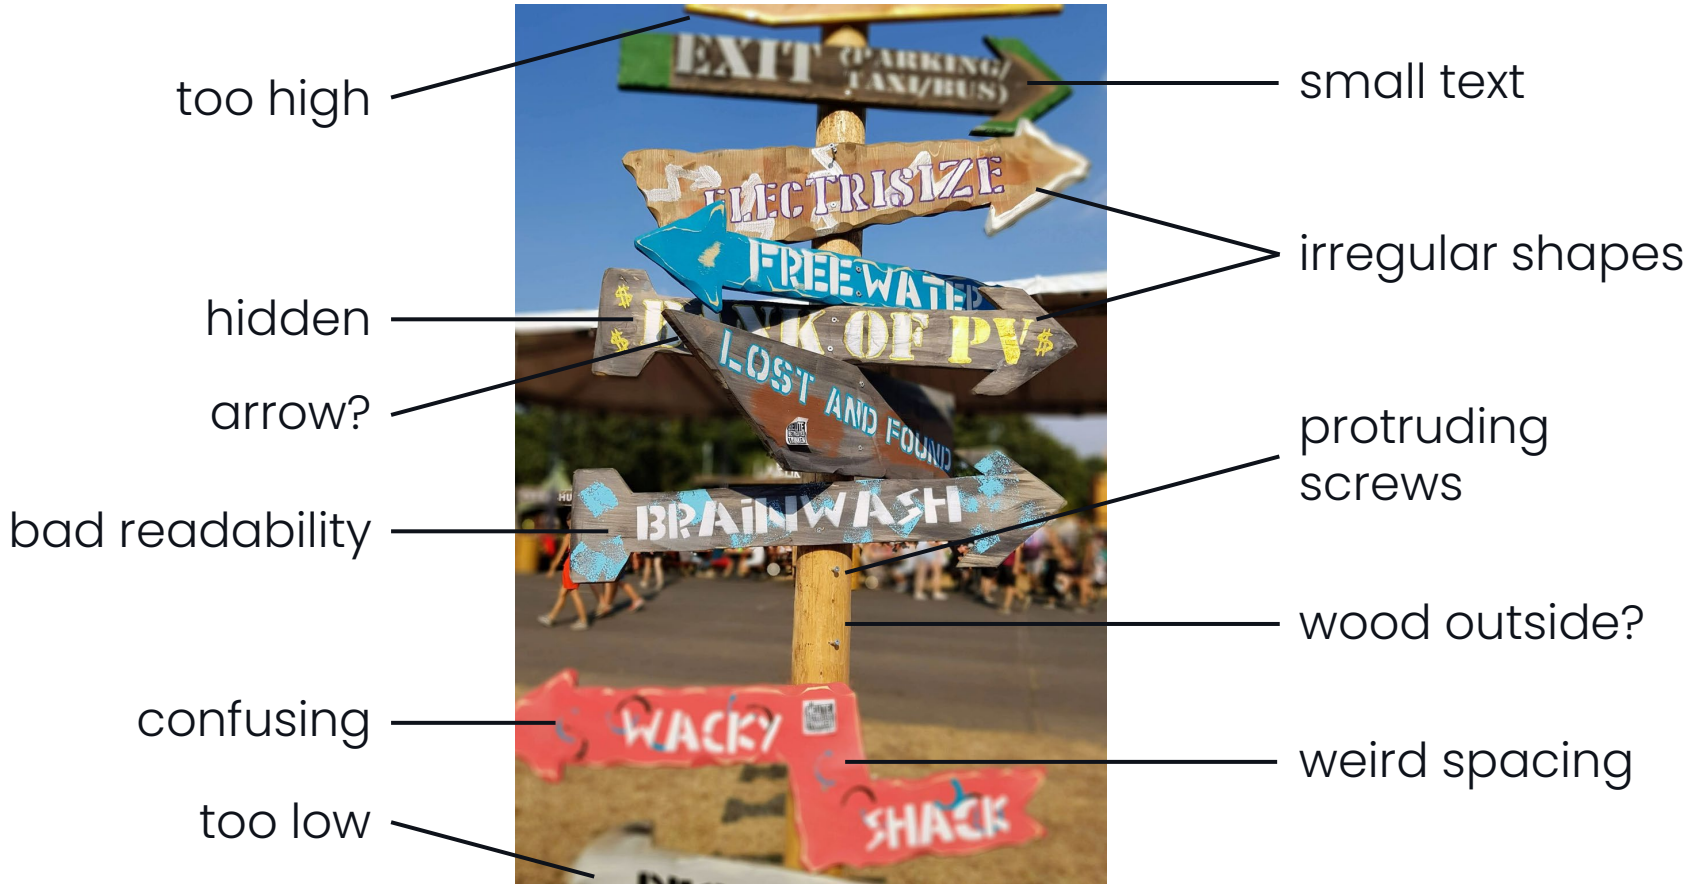 too high
EXIT (PARKING/
TAXI/BUS)
small text
ELECTRISIZE
irregular shapes
FREE WATER
hidden
$ BANK OF PV $
$
arrow?
LOST AND FOUND
protruding
screws
bad readability
BRAINWASH
wood outside?
confusing
WACKY
weird spacing
too low
SHACK